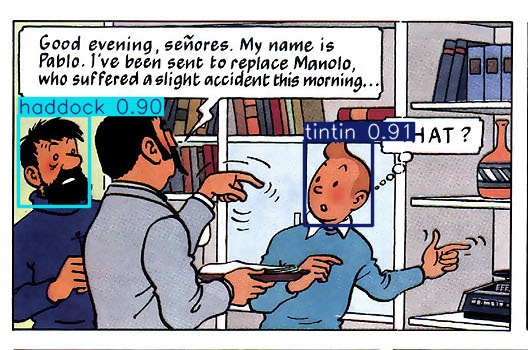 Good evening, señores. My name is
Pablo. I've been sent to replace Manolo,
who suffered a slight accident this morning...
haddock 0.90
tintin 0.91
HAT?